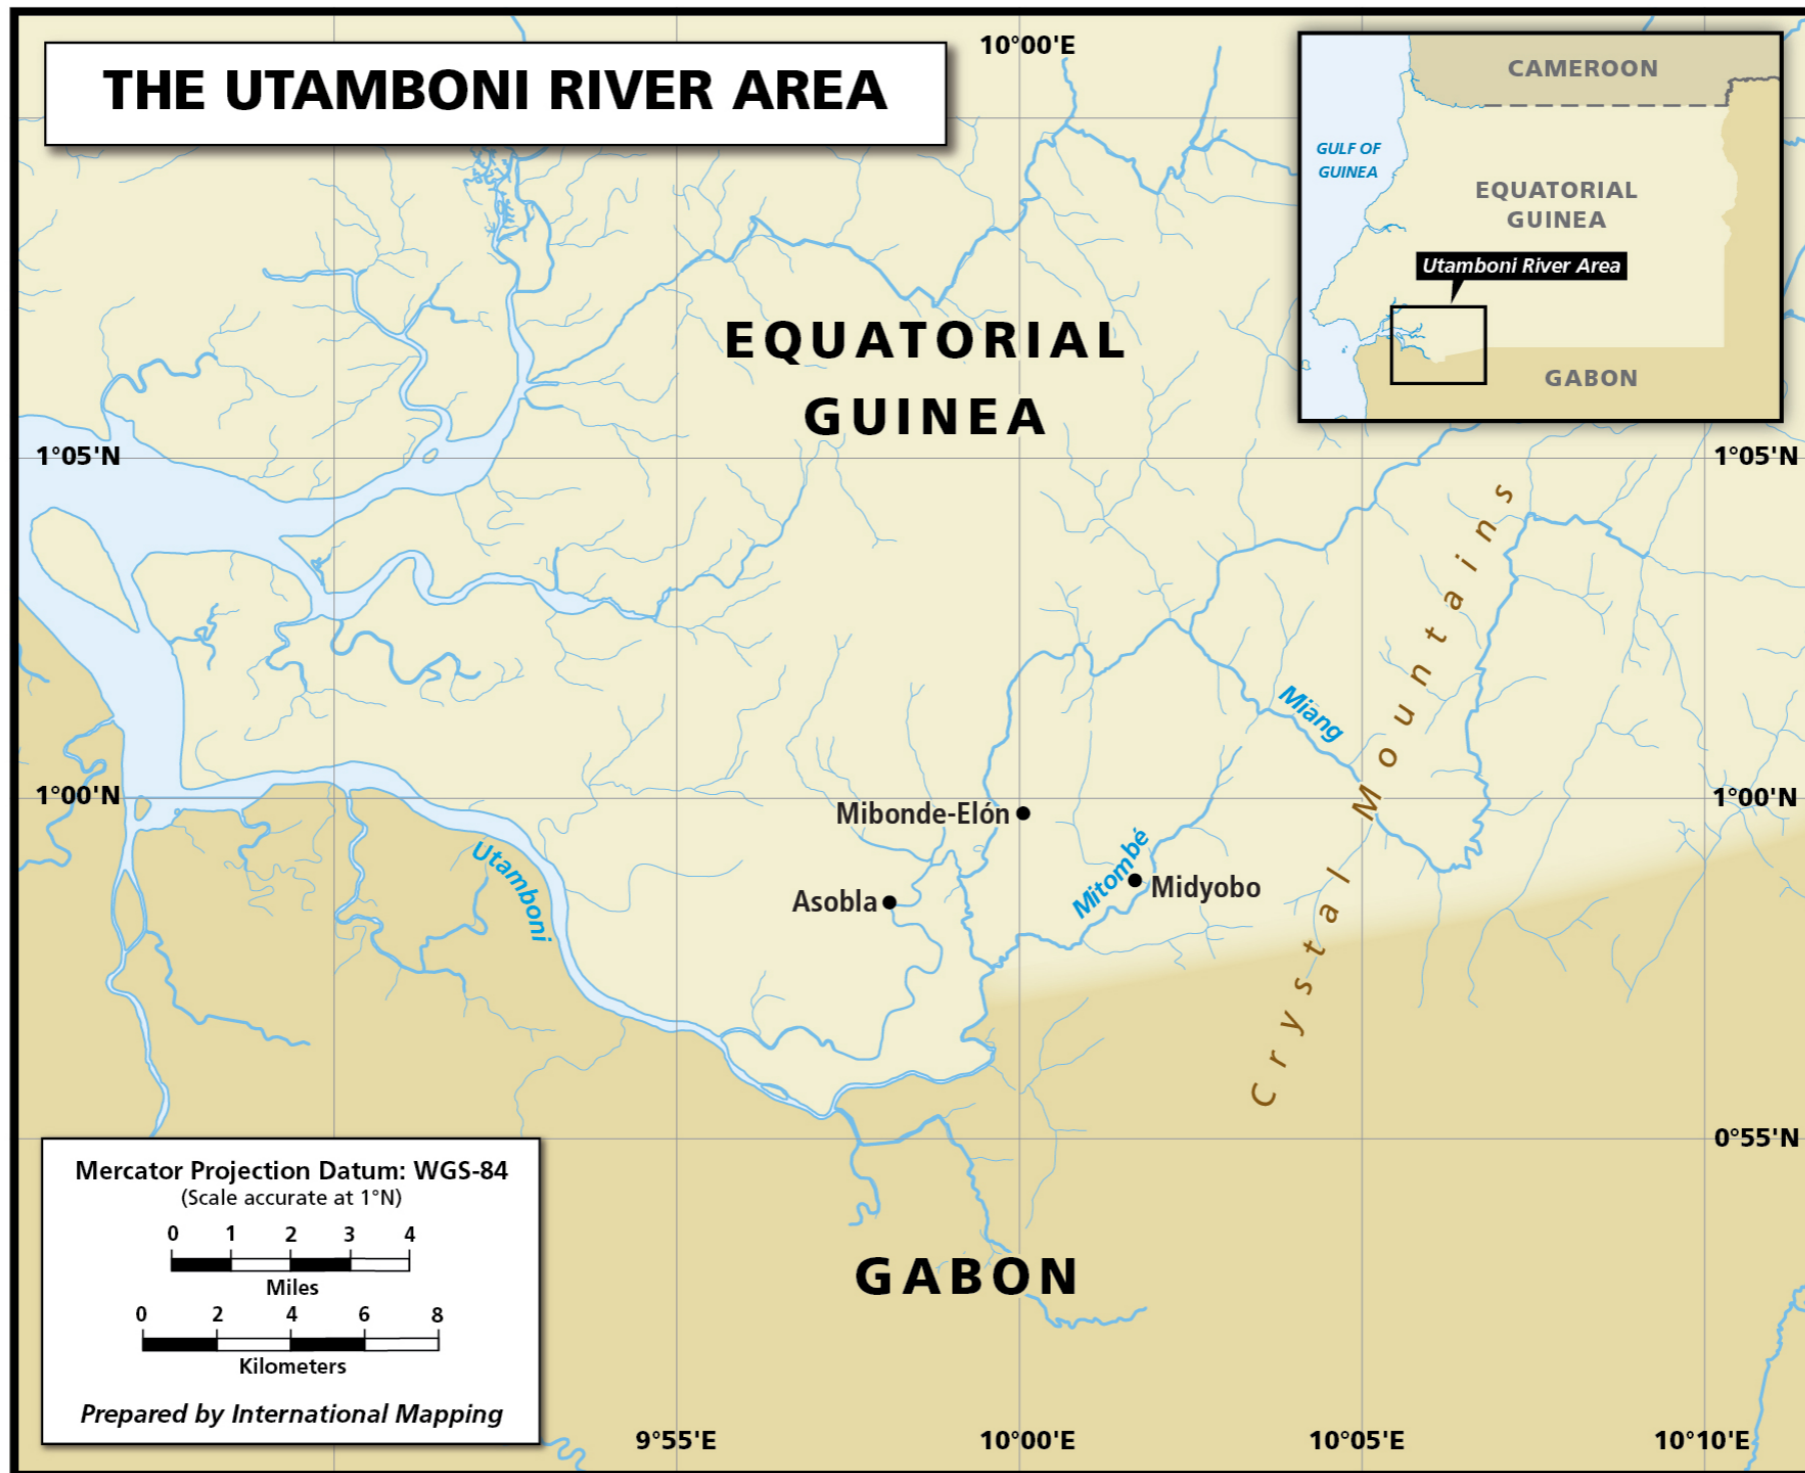 THE UTAMBONI RIVER AREA
10°00'E
CAMEROON
GULF OF
GUINEA
EQUATORIAL
GUINEA
Utamboni River Area
GABON
EQUATORIAL
GUINEA
1°05'N
1°05'N
Crystal Mountains
Miang
1°00'N
1°00'N
Mibonde-Elón
Mitombé
Utamboni
Asobla
Midyobo
0°55'N
GABON
Mercator Projection Datum: WGS-84
(Scale accurate at 1°N)
0 1 2 3 4
Miles
0 2 4 6 8
Kilometers
Prepared by International Mapping
9°55'E
10°00'E
10°05'E
10°10'E